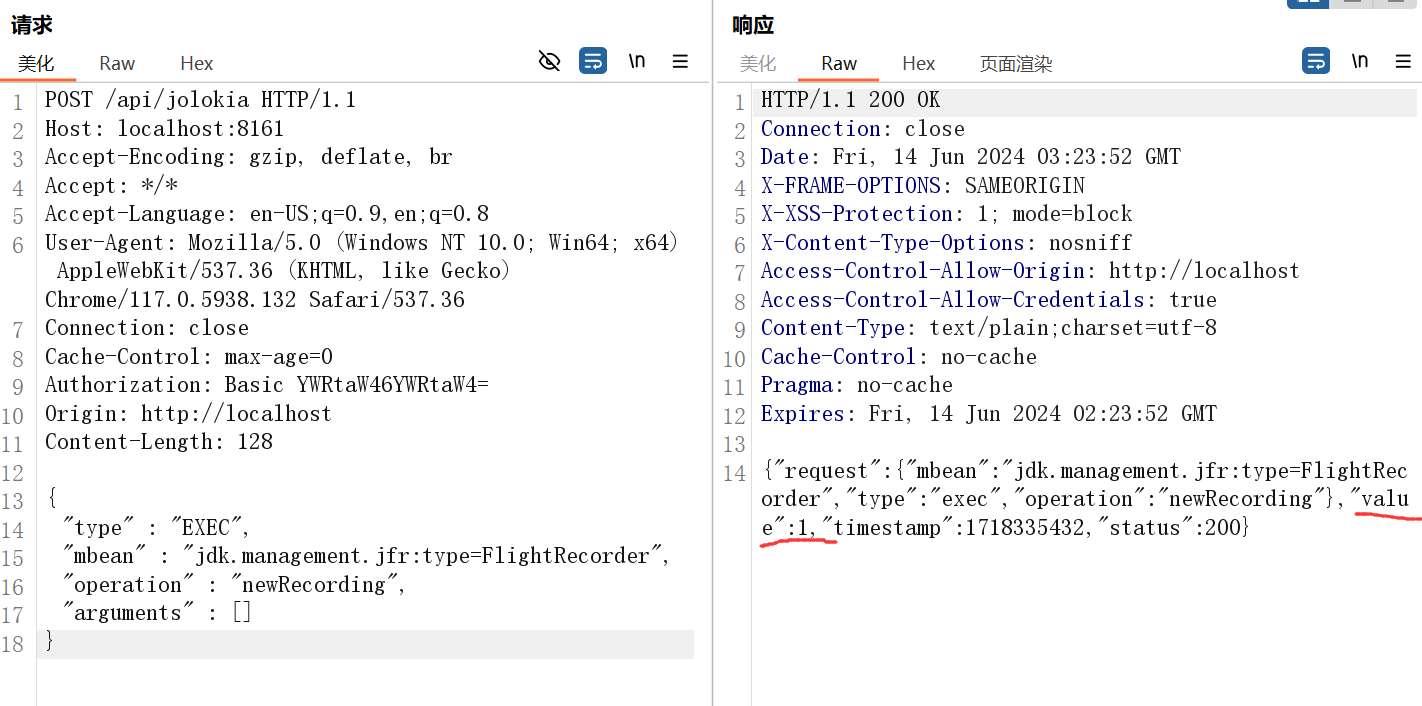 请求
美化 Raw Hex \n
1 POST /api/jolokia HTTP/1.1
2 Host: localhost:8161
3 Accept-Encoding: gzip, deflate, br
4 Accept: */*
5 Accept-Language: en-US;q=0.9,en;q=0.8
6 User-Agent: Mozilla/5.0 (Windows NT 10.0; Win64; x64)
AppleWebKit/537.36 (KHTML, like Gecko)
Chrome/117.0.5938.132 Safari/537.36
7 Connection: close
8 Cache-Control: max-age=0
9 Authorization: Basic YWRtaW46YWRtaW4=
10 Origin: http://localhost
11 Content-Length: 128
12
13 {
14 "type" : "EXEC",
15 "mbean" : "jdk.management.jfr:type=FlightRecorder",
16 "operation" : "newRecording",
17 "arguments" : []
18 }
响应
美化 Raw Hex 页面渲染 \n
1 HTTP/1.1 200 OK
2 Connection: close
3 Date: Fri, 14 Jun 2024 03:23:52 GMT
4 X-FRAME-OPTIONS: SAMEORIGIN
5 X-XSS-Protection: 1; mode=block
6 X-Content-Type-Options: nosniff
7 Access-Control-Allow-Origin: http://localhost
8 Access-Control-Allow-Credentials: true
9 Content-Type: text/plain;charset=utf-8
10 Cache-Control: no-cache
11 Pragma: no-cache
12 Expires: Fri, 14 Jun 2024 02:23:52 GMT
13
14 {"request":{"mbean":"jdk.management.jfr:type=FlightRec
order","type":"exec","operation":"newRecording"},"valu
e":1,"timestamp":1718335432,"status":200}